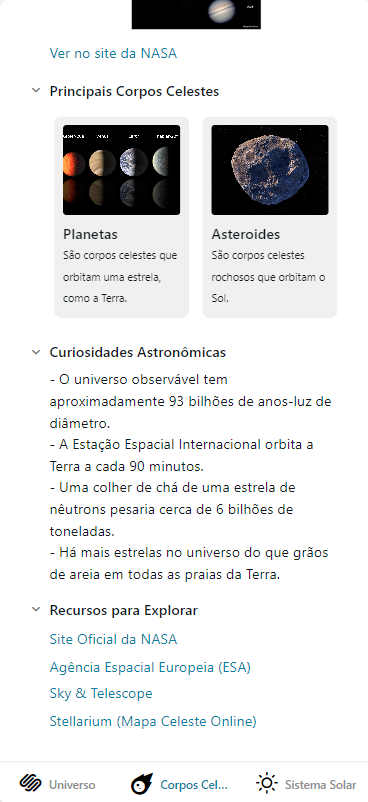 Ver no site da NASA
Principais Corpos Celestes
Venus Earth
Planetas
São corpos celestes que
orbitam uma estrela,
como a Terra.
Asteroides
São corpos celestes
rochosos que orbitam o
Sol.
Curiosidades Astronômicas
- O universo observável tem
aproximadamente 93 bilhões de anos-luz de
diâmetro.
- A Estação Espacial Internacional orbita a
Terra a cada 90 minutos.
- Uma colher de chá de uma estrela de
nêutrons pesaria cerca de 6 bilhões de
toneladas.
- Há mais estrelas no universo do que grãos
de areia em todas as praias da Terra.
Recursos para Explorar
Site Oficial da NASA
Agência Espacial Europeia (ESA)
Sky & Telescope
Stellarium (Mapa Celeste Online)
Universo
Corpos Cel...
Sistema Solar